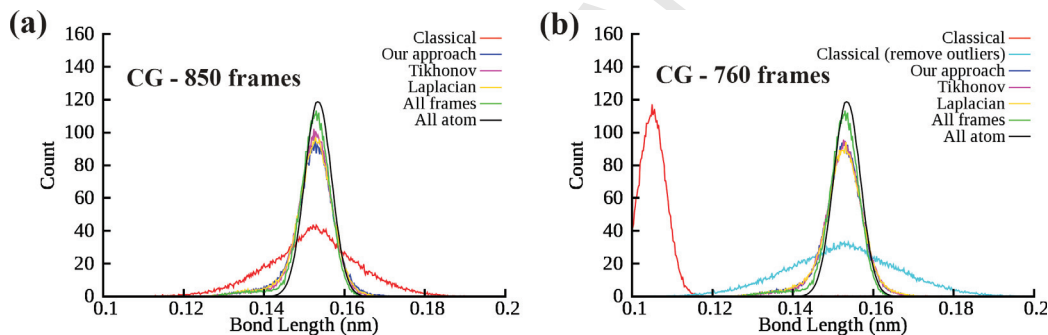 (a)
160
140
120
100
80
60
40
20
0
Count
CG - 850 frames
Classical
Our approach
Tikhonov
Laplacian
All frames
All atom
0.1
0.12
0.14
0.16
0.18
0.2
Bond Length (nm)
(b)
160
140
120
100
80
60
40
20
0
Count
CG - 760 frames
Classical
Classical (remove outliers)
Our approach
Tikhonov
Laplacian
All frames
All atom
0.1
0.12
0.14
0.16
0.18
0.2
Bond Length (nm)